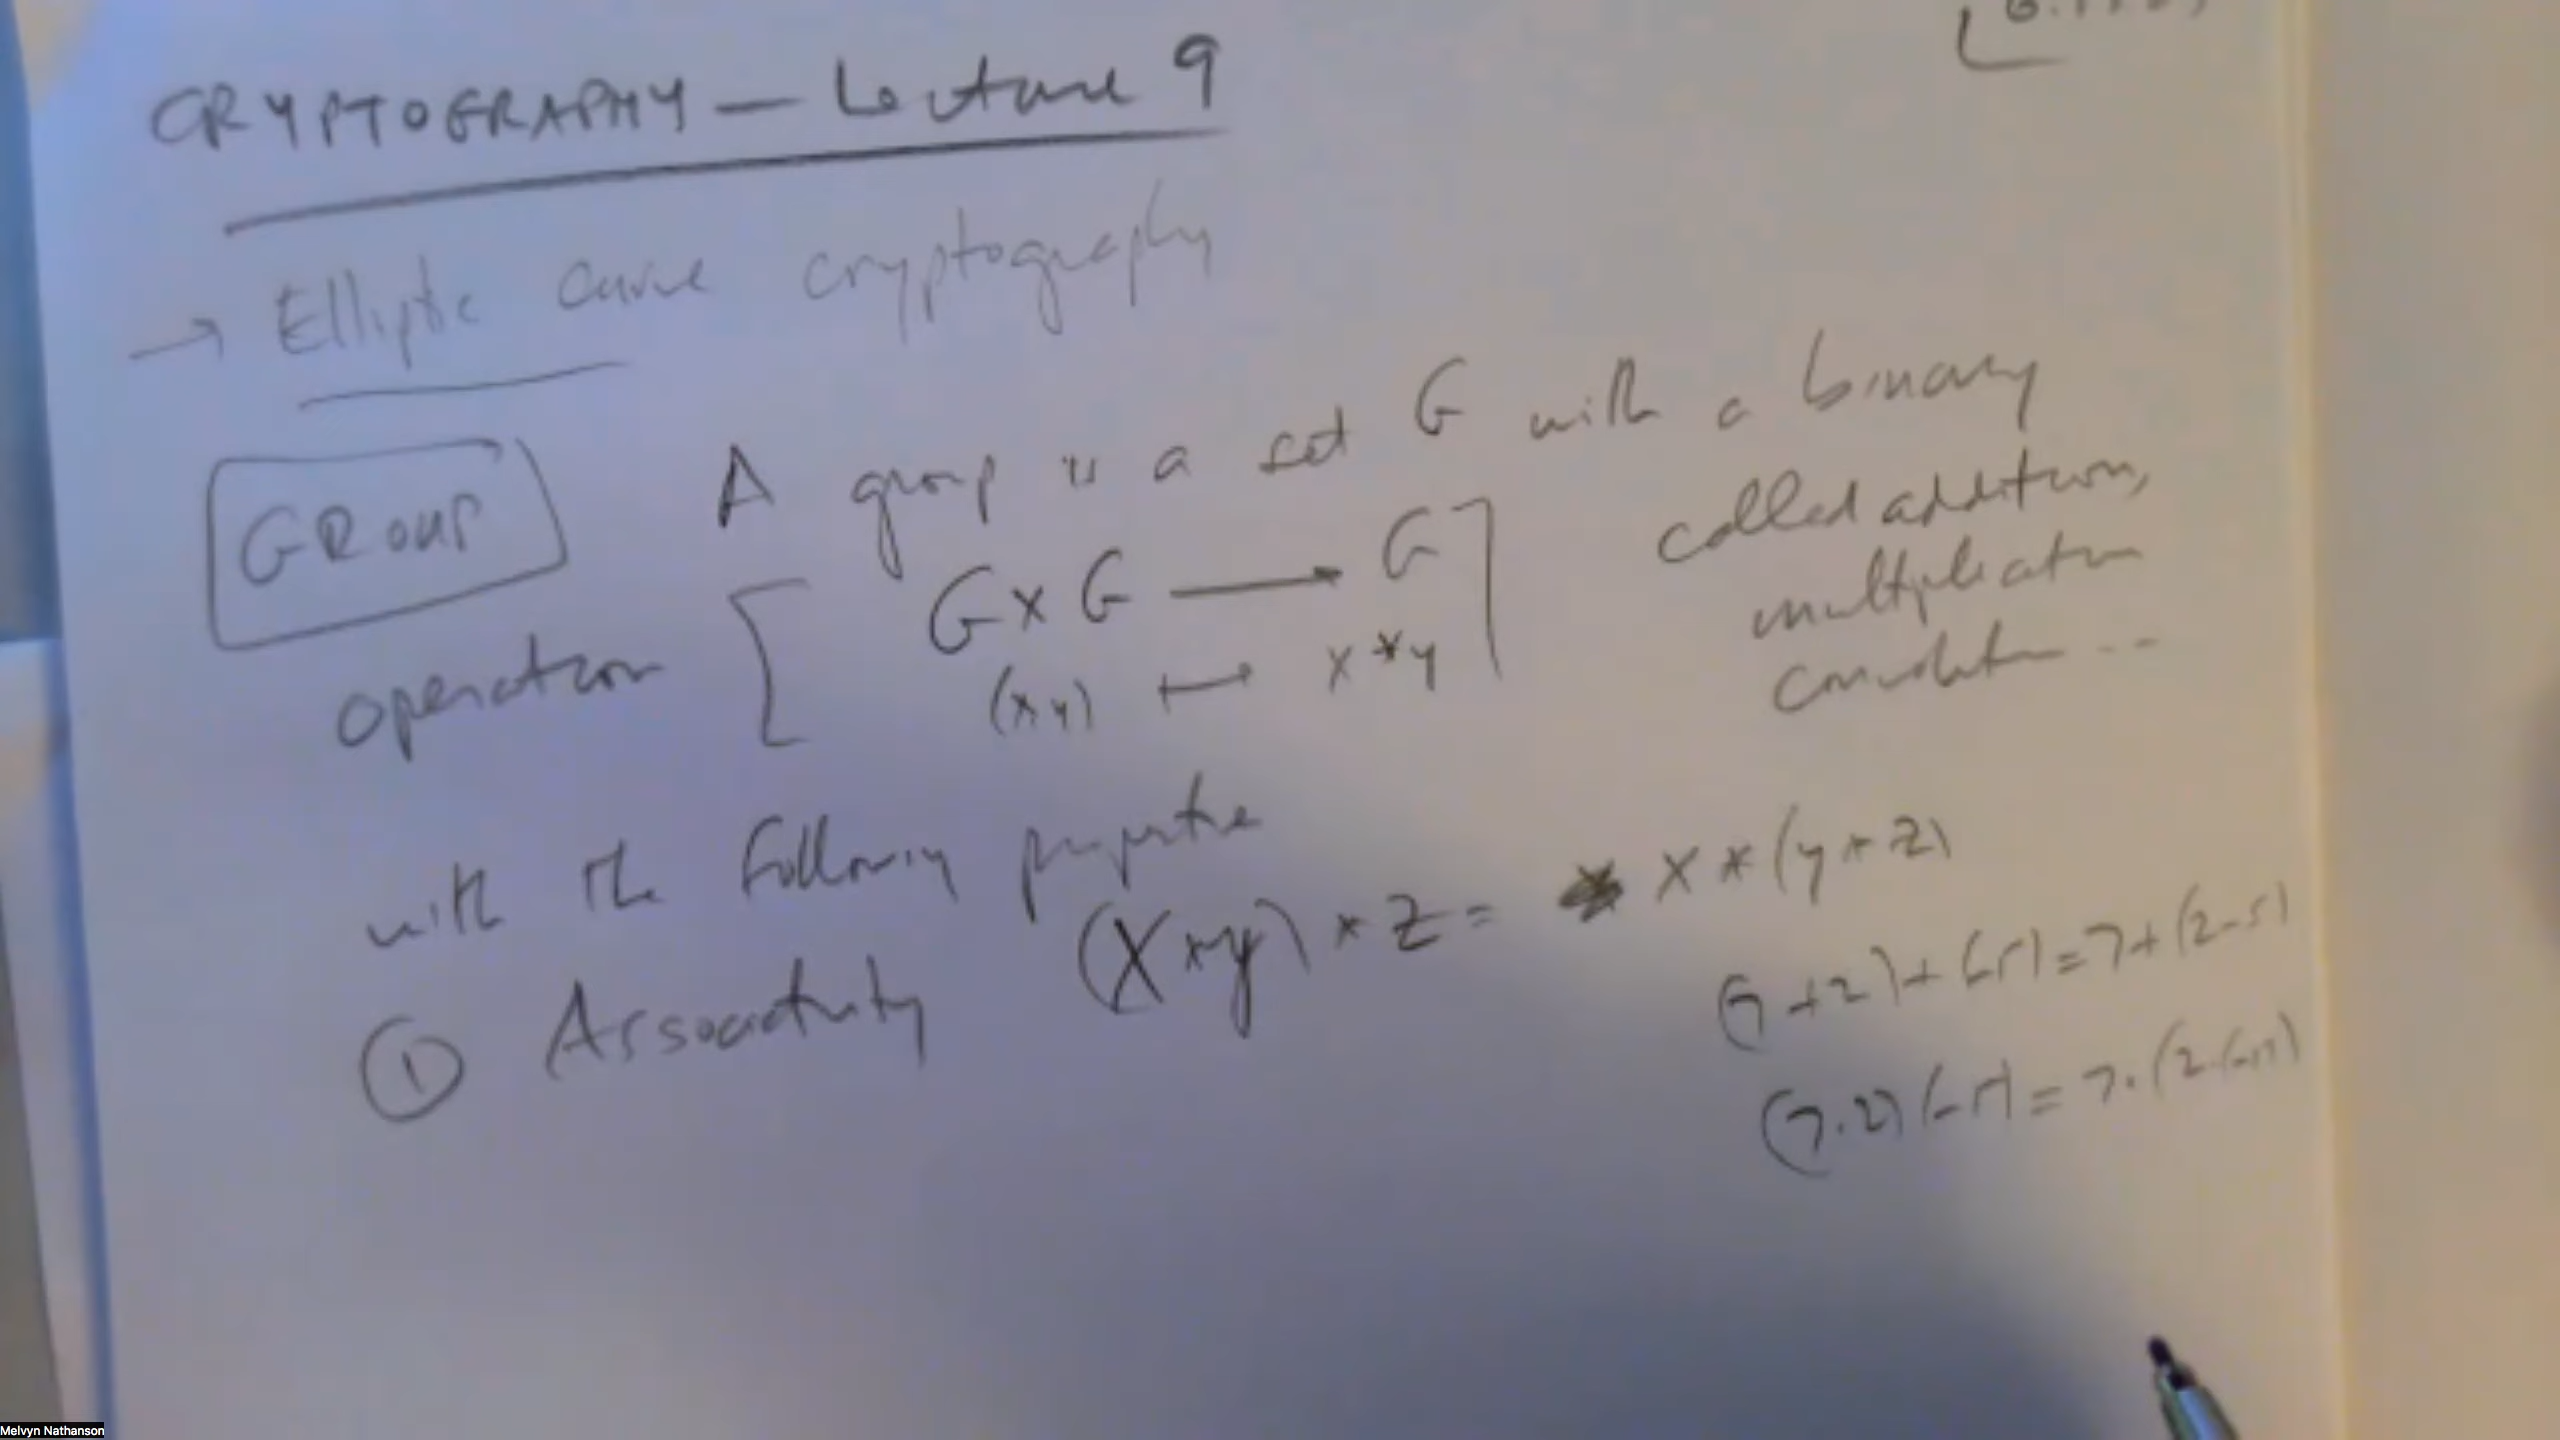 CRYPTOGRAPHY — Lecture 9
→ Elliptic curve cryptography
GROUP
A group is a set G with a binary
operation
G × G ⟶ G
(x,y) ⟼ x * y
called addition,
multiplication
convolution ...
with the following properties
① Associativity (x*y) * z = x * (y * z)
(7+2)+(-5)=7+(2-5)
(7·2)(-5)=7·(2·(-5))
Melvyn Nathanson